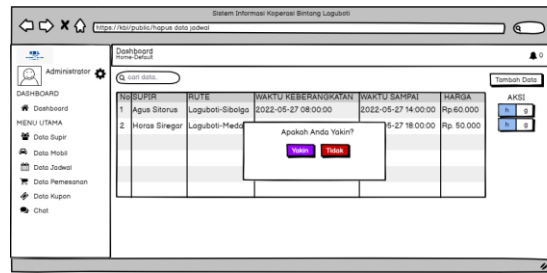 Sistem Informasi Koperasi Bintang Laguboti
https://kbl/public/hapus data jadwal
Dashboard
Home-Default
0
Administrator
cari data..
Tambah Data
DASHBOARD
Dashboard
MENU UTAMA
Data Supir
Data Mobil
Data Jadwal
Data Pemesanan
Data Kupon
Chat
No SUPIR RUTE WAKTU KEBERANGKATAN WAKTU SAMPAI HARGA AKSI
1 Agus Sitorus Laguboti-Sibolga 2022-05-27 08:00:00 2022-05-27 14:00:00 Rp.60.000 h g
2 Horas Siregar Laguboti-Meda 05-27 18:00:00 Rp. 50.000 h g
Apakah Anda Yakin?
Yakin Tidak